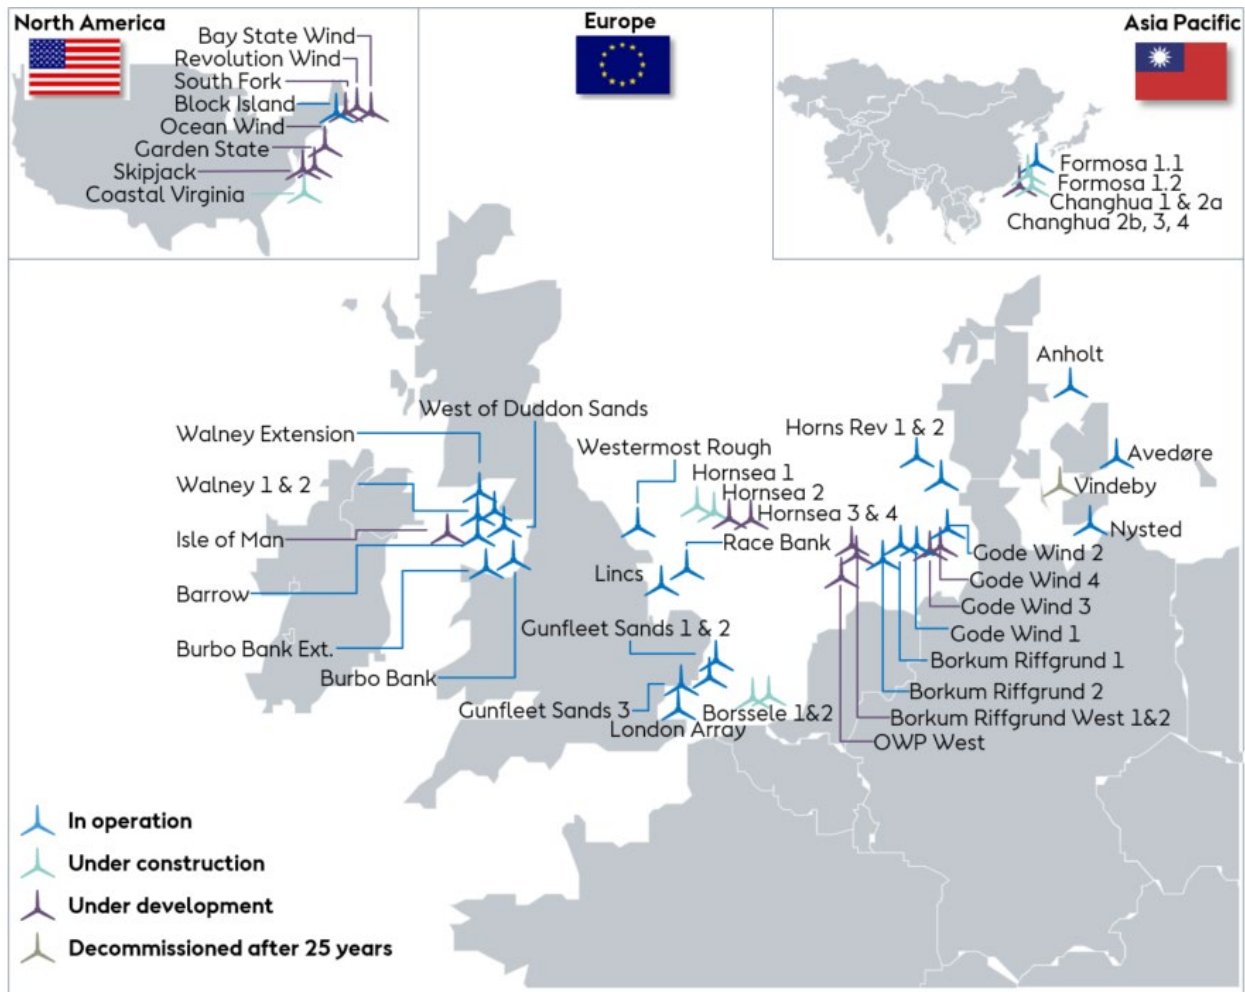 North America
Europe
Asia Pacific
Bay State Wind
Revolution Wind
South Fork
Block Island
Ocean Wind
Garden State
Skipjack
Coastal Virginia
Formosa 1.1
Formosa 1.2
Changhua 1 & 2a
Changhua 2b, 3, 4
Anholt
West of Duddon Sands
Walney Extension
Horns Rev 1 & 2
Westermost Rough
Avedøre
Hornsea 1
Walney 1 & 2
Vindeby
Hornsea 2
Hornsea 3 & 4
Nysted
Isle of Man
Race Bank
Gode Wind 2
Lincs
Gode Wind 4
Barrow
Gode Wind 3
Gunfleet Sands 1 & 2
Gode Wind 1
Burbo Bank Ext.
Borkum Riffgrund 1
Burbo Bank
Borkum Riffgrund 2
Gunfleet Sands 3
Borssele 1&2
Borkum Riffgrund West 1&2
London Array
OWP West
In operation
Under construction
Under development
Decommissioned after 25 years